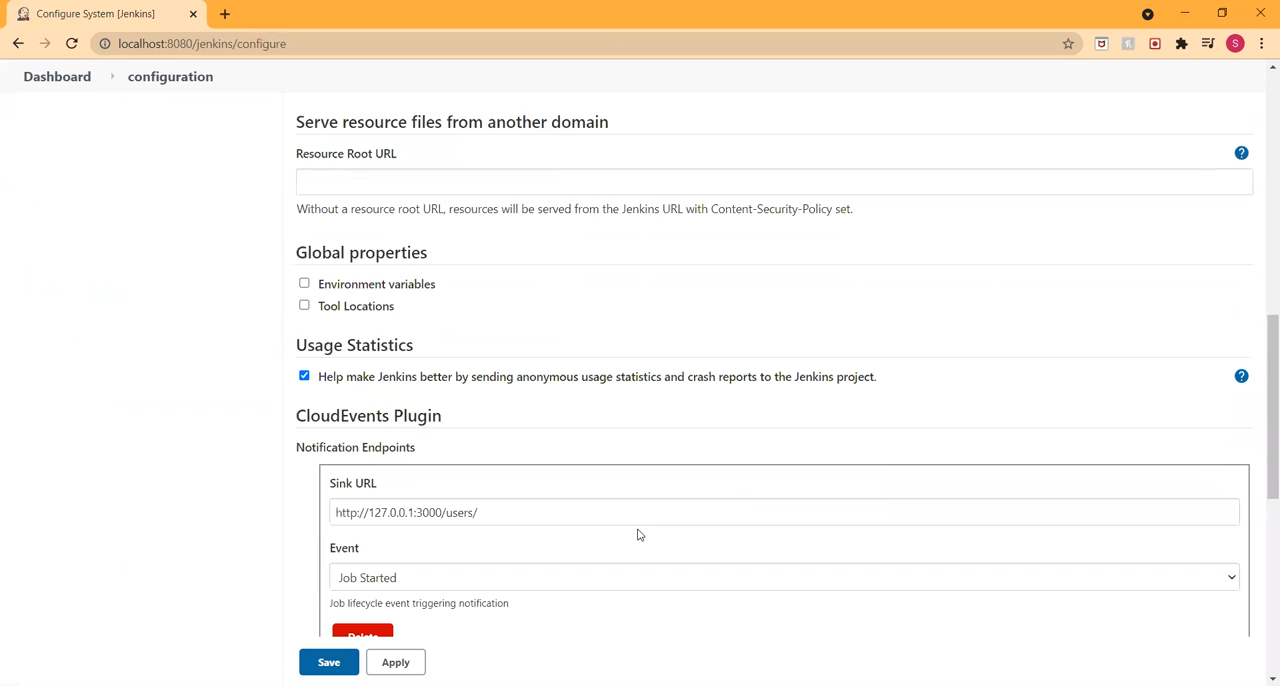 Configure System [Jenkins]
localhost:8080/jenkins/configure
S
Dashboard
configuration
Serve resource files from another domain
Resource Root URL
?
Without a resource root URL, resources will be served from the Jenkins URL with Content-Security-Policy set.
Global properties
Environment variables
Tool Locations
Usage Statistics
Help make Jenkins better by sending anonymous usage statistics and crash reports to the Jenkins project.
?
CloudEvents Plugin
Notification Endpoints
Sink URL
http://127.0.0.1:3000/users/
Event
Job Started
Job lifecycle event triggering notification
Delete
Save
Apply